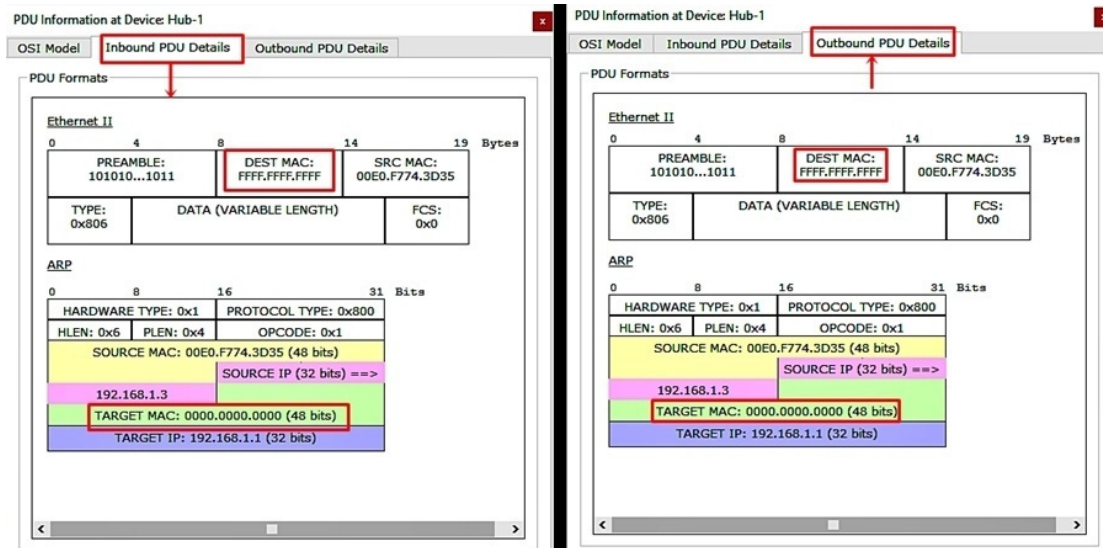 PDU Information at Device: Hub-1
x
OSI Model Inbound PDU Details Outbound PDU Details
PDU Formats
Ethernet II
0 4 8 14 19 Bytes
PREAMBLE: DEST MAC: SRC MAC:
101010...1011 FFFF.FFFF.FFFF 00E0.F774.3D35
TYPE: DATA (VARIABLE LENGTH) FCS:
0x806 0x0
ARP
0 8 16 31 Bits
HARDWARE TYPE: 0x1 PROTOCOL TYPE: 0x800
HLEN: 0x6 PLEN: 0x4 OPCODE: 0x1
SOURCE MAC: 00E0.F774.3D35 (48 bits)
SOURCE IP (32 bits) ==>
192.168.1.3
TARGET MAC: 0000.0000.0000 (48 bits)
TARGET IP: 192.168.1.1 (32 bits)
PDU Information at Device: Hub-1
x
OSI Model Inbound PDU Details Outbound PDU Details
PDU Formats
Ethernet II
0 4 8 14 19 Bytes
PREAMBLE: DEST MAC: SRC MAC:
101010...1011 FFFF.FFFF.FFFF 00E0.F774.3D35
TYPE: DATA (VARIABLE LENGTH) FCS:
0x806 0x0
ARP
0 8 16 31 Bits
HARDWARE TYPE: 0x1 PROTOCOL TYPE: 0x800
HLEN: 0x6 PLEN: 0x4 OPCODE: 0x1
SOURCE MAC: 00E0.F774.3D35 (48 bits)
SOURCE IP (32 bits) ==>
192.168.1.3
TARGET MAC: 0000.0000.0000 (48 bits)
TARGET IP: 192.168.1.1 (32 bits)